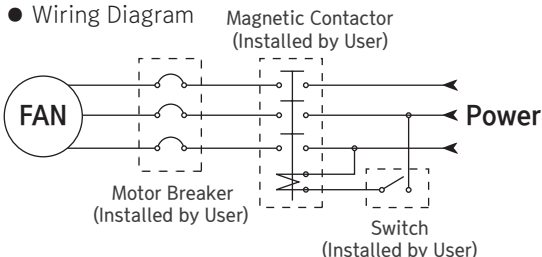 ● Wiring Diagram
Magnetic Contactor
(Installed by User)
FAN
Power
Motor Breaker
(Installed by User)
Switch
(Installed by User)